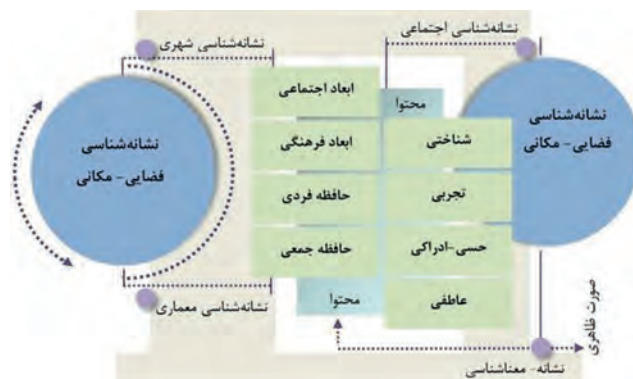 نشانه‌شناسی اجتماعی
نشانه‌شناسی شهری
نشانه‌شناسی
فضایی- مکانی
محتوا
شناختی
تجربی
حسی-ادراکی
عاطفی
ابعاد اجتماعی
ابعاد فرهنگی
حافظه فردی
حافظه جمعی
محتوا
نشانه‌شناسی
فضایی- مکانی
نشانه‌شناسی معماری
صورت ظاهری
نشانه- معناشناسی